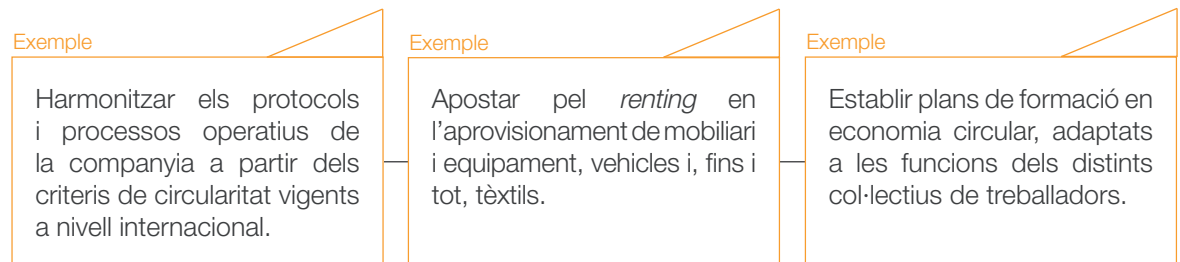 Exemple
Harmonitzar els protocols
i processos operatius de
la companyia a partir dels
criteris de circularitat vigents
a nivell internacional.
Exemple
Apostar pel renting en
l'aprovisionament de mobiliari
i equipament, vehicles i, fins i
tot, tèxtils.
Exemple
Establir plans de formació en
economia circular, adaptats
a les funcions dels distints
col·lectius de treballadors.